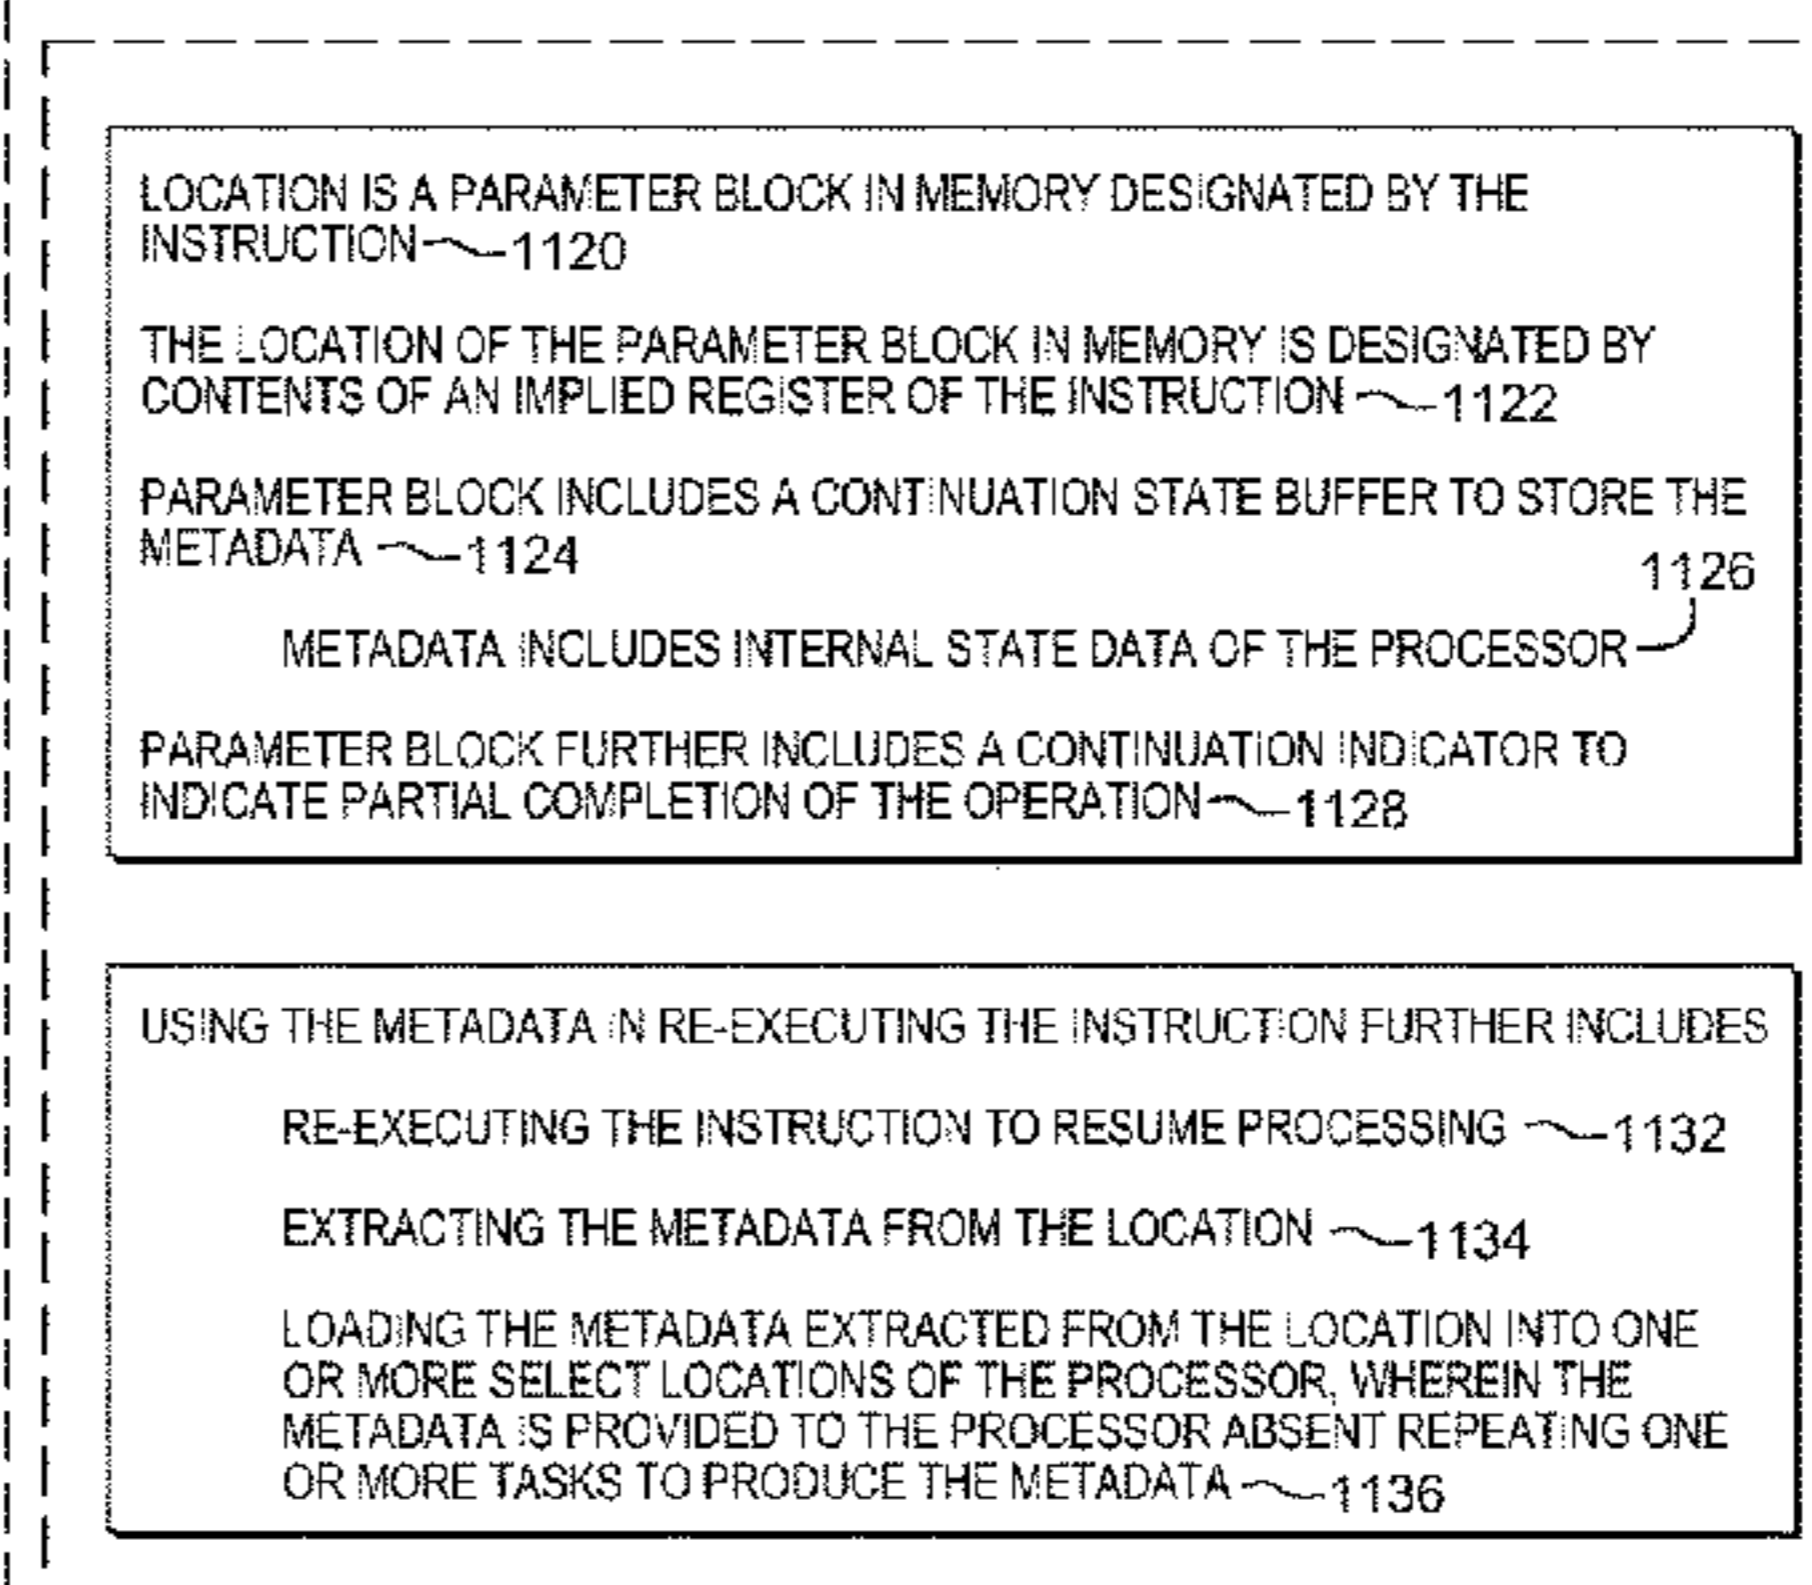 LOCATION IS A PARAMETER BLOCK IN MEMORY DESIGNATED BY THE
INSTRUCTION 1120
THE LOCATION OF THE PARAMETER BLOCK IN MEMORY IS DESIGNATED BY
CONTENTS OF AN IMPLIED REGISTER OF THE INSTRUCTION 1122
PARAMETER BLOCK INCLUDES A CONTINUATION STATE BUFFER TO STORE THE
METADATA 1124
1126
METADATA INCLUDES INTERNAL STATE DATA OF THE PROCESSOR
PARAMETER BLOCK FURTHER INCLUDES A CONTINUATION INDICATOR TO
INDICATE PARTIAL COMPLETION OF THE OPERATION 1128
USING THE METADATA IN RE-EXECUTING THE INSTRUCTION FURTHER INCLUDES
RE-EXECUTING THE INSTRUCTION TO RESUME PROCESSING 1132
EXTRACTING THE METADATA FROM THE LOCATION 1134
LOADING THE METADATA EXTRACTED FROM THE LOCATION INTO ONE
OR MORE SELECT LOCATIONS OF THE PROCESSOR, WHEREIN THE
METADATA IS PROVIDED TO THE PROCESSOR ABSENT REPEATING ONE
OR MORE TASKS TO PRODUCE THE METADATA 1136